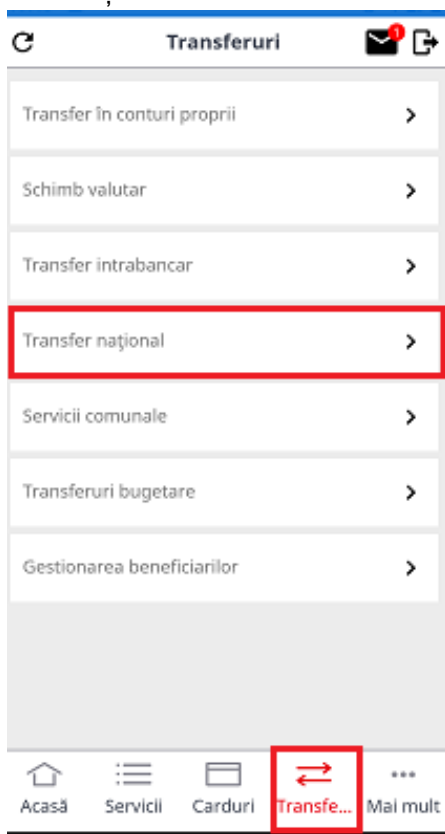 Transferuri 1
Transfer în conturi proprii
Schimb valutar
Transfer intrabancar
Transfer naţional
Servicii comunale
Transferuri bugetare
Gestionarea beneficiarilor
Acasă Servicii Carduri Transfe... Mai mult